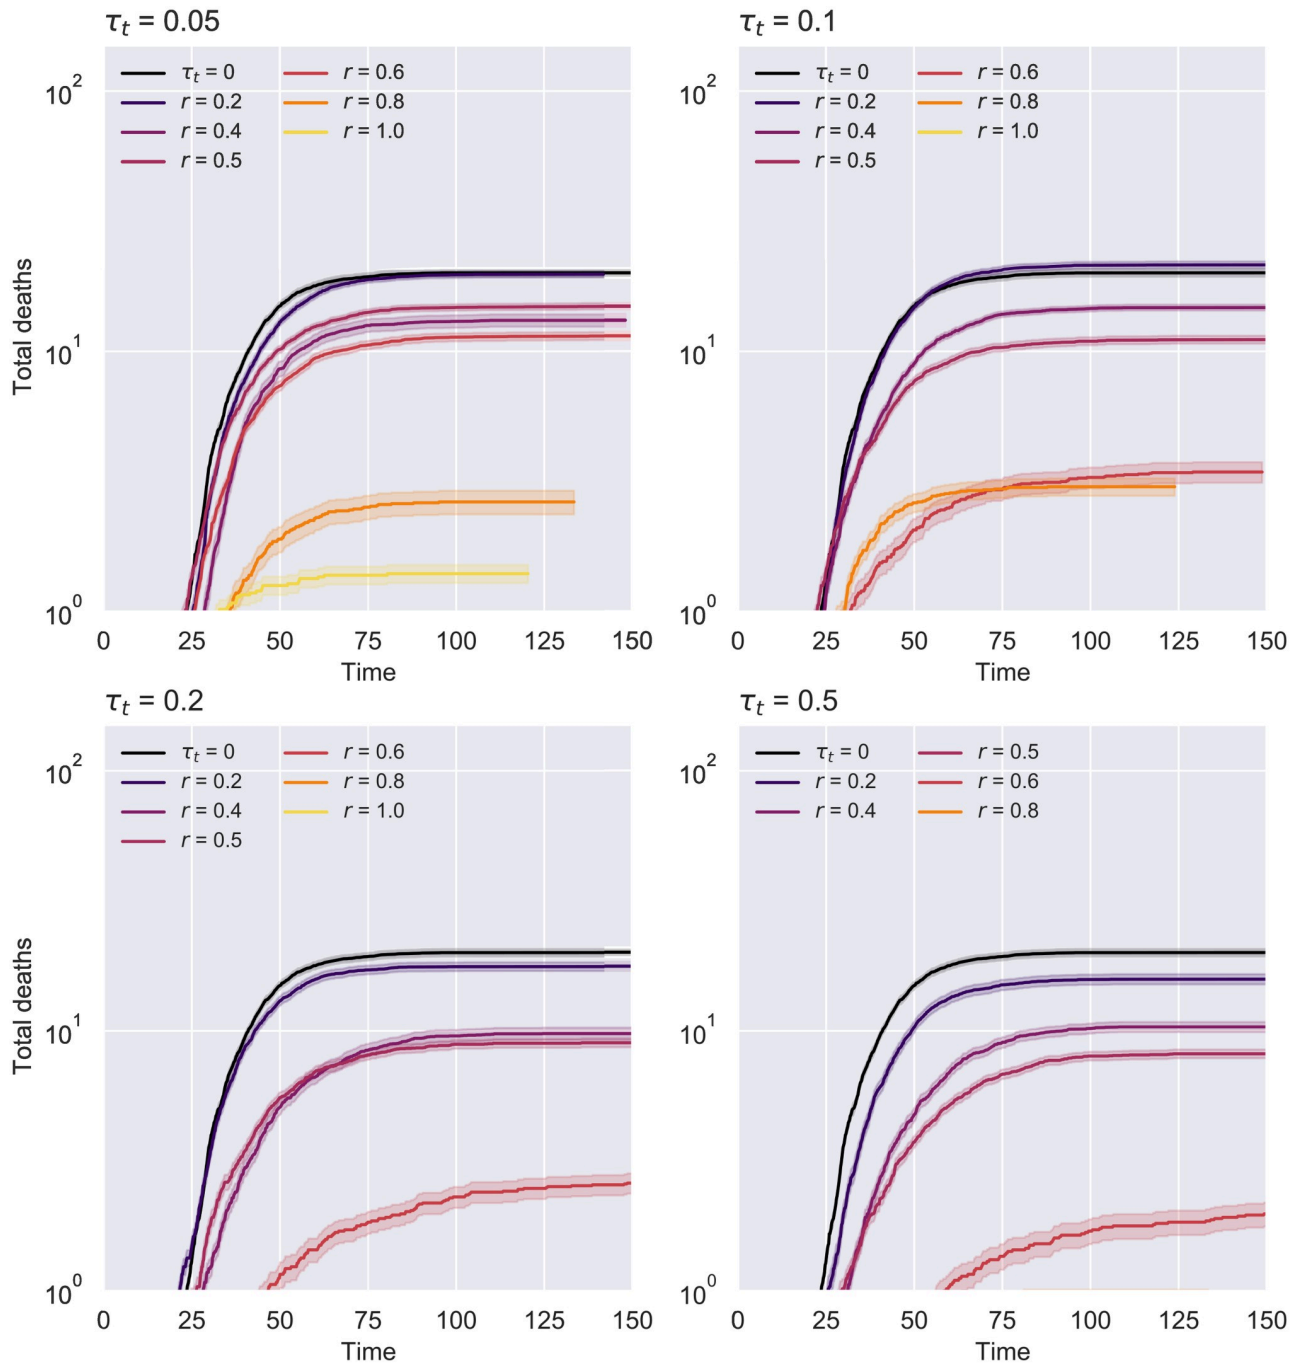 τt = 0.05
τt = 0
r = 0.2
r = 0.4
r = 0.5
r = 0.6
r = 0.8
r = 1.0
10^2
10^1
10^0
Total deaths
0 25 50 75 100 125 150
Time
τt = 0.1
τt = 0
r = 0.2
r = 0.4
r = 0.5
r = 0.6
r = 0.8
r = 1.0
10^2
10^1
10^0
0 25 50 75 100 125 150
Time
τt = 0.2
τt = 0
r = 0.2
r = 0.4
r = 0.5
r = 0.6
r = 0.8
r = 1.0
10^2
10^1
10^0
Total deaths
0 25 50 75 100 125 150
Time
τt = 0.5
τt = 0
r = 0.2
r = 0.4
r = 0.5
r = 0.6
r = 0.8
10^2
10^1
10^0
0 25 50 75 100 125 150
Time